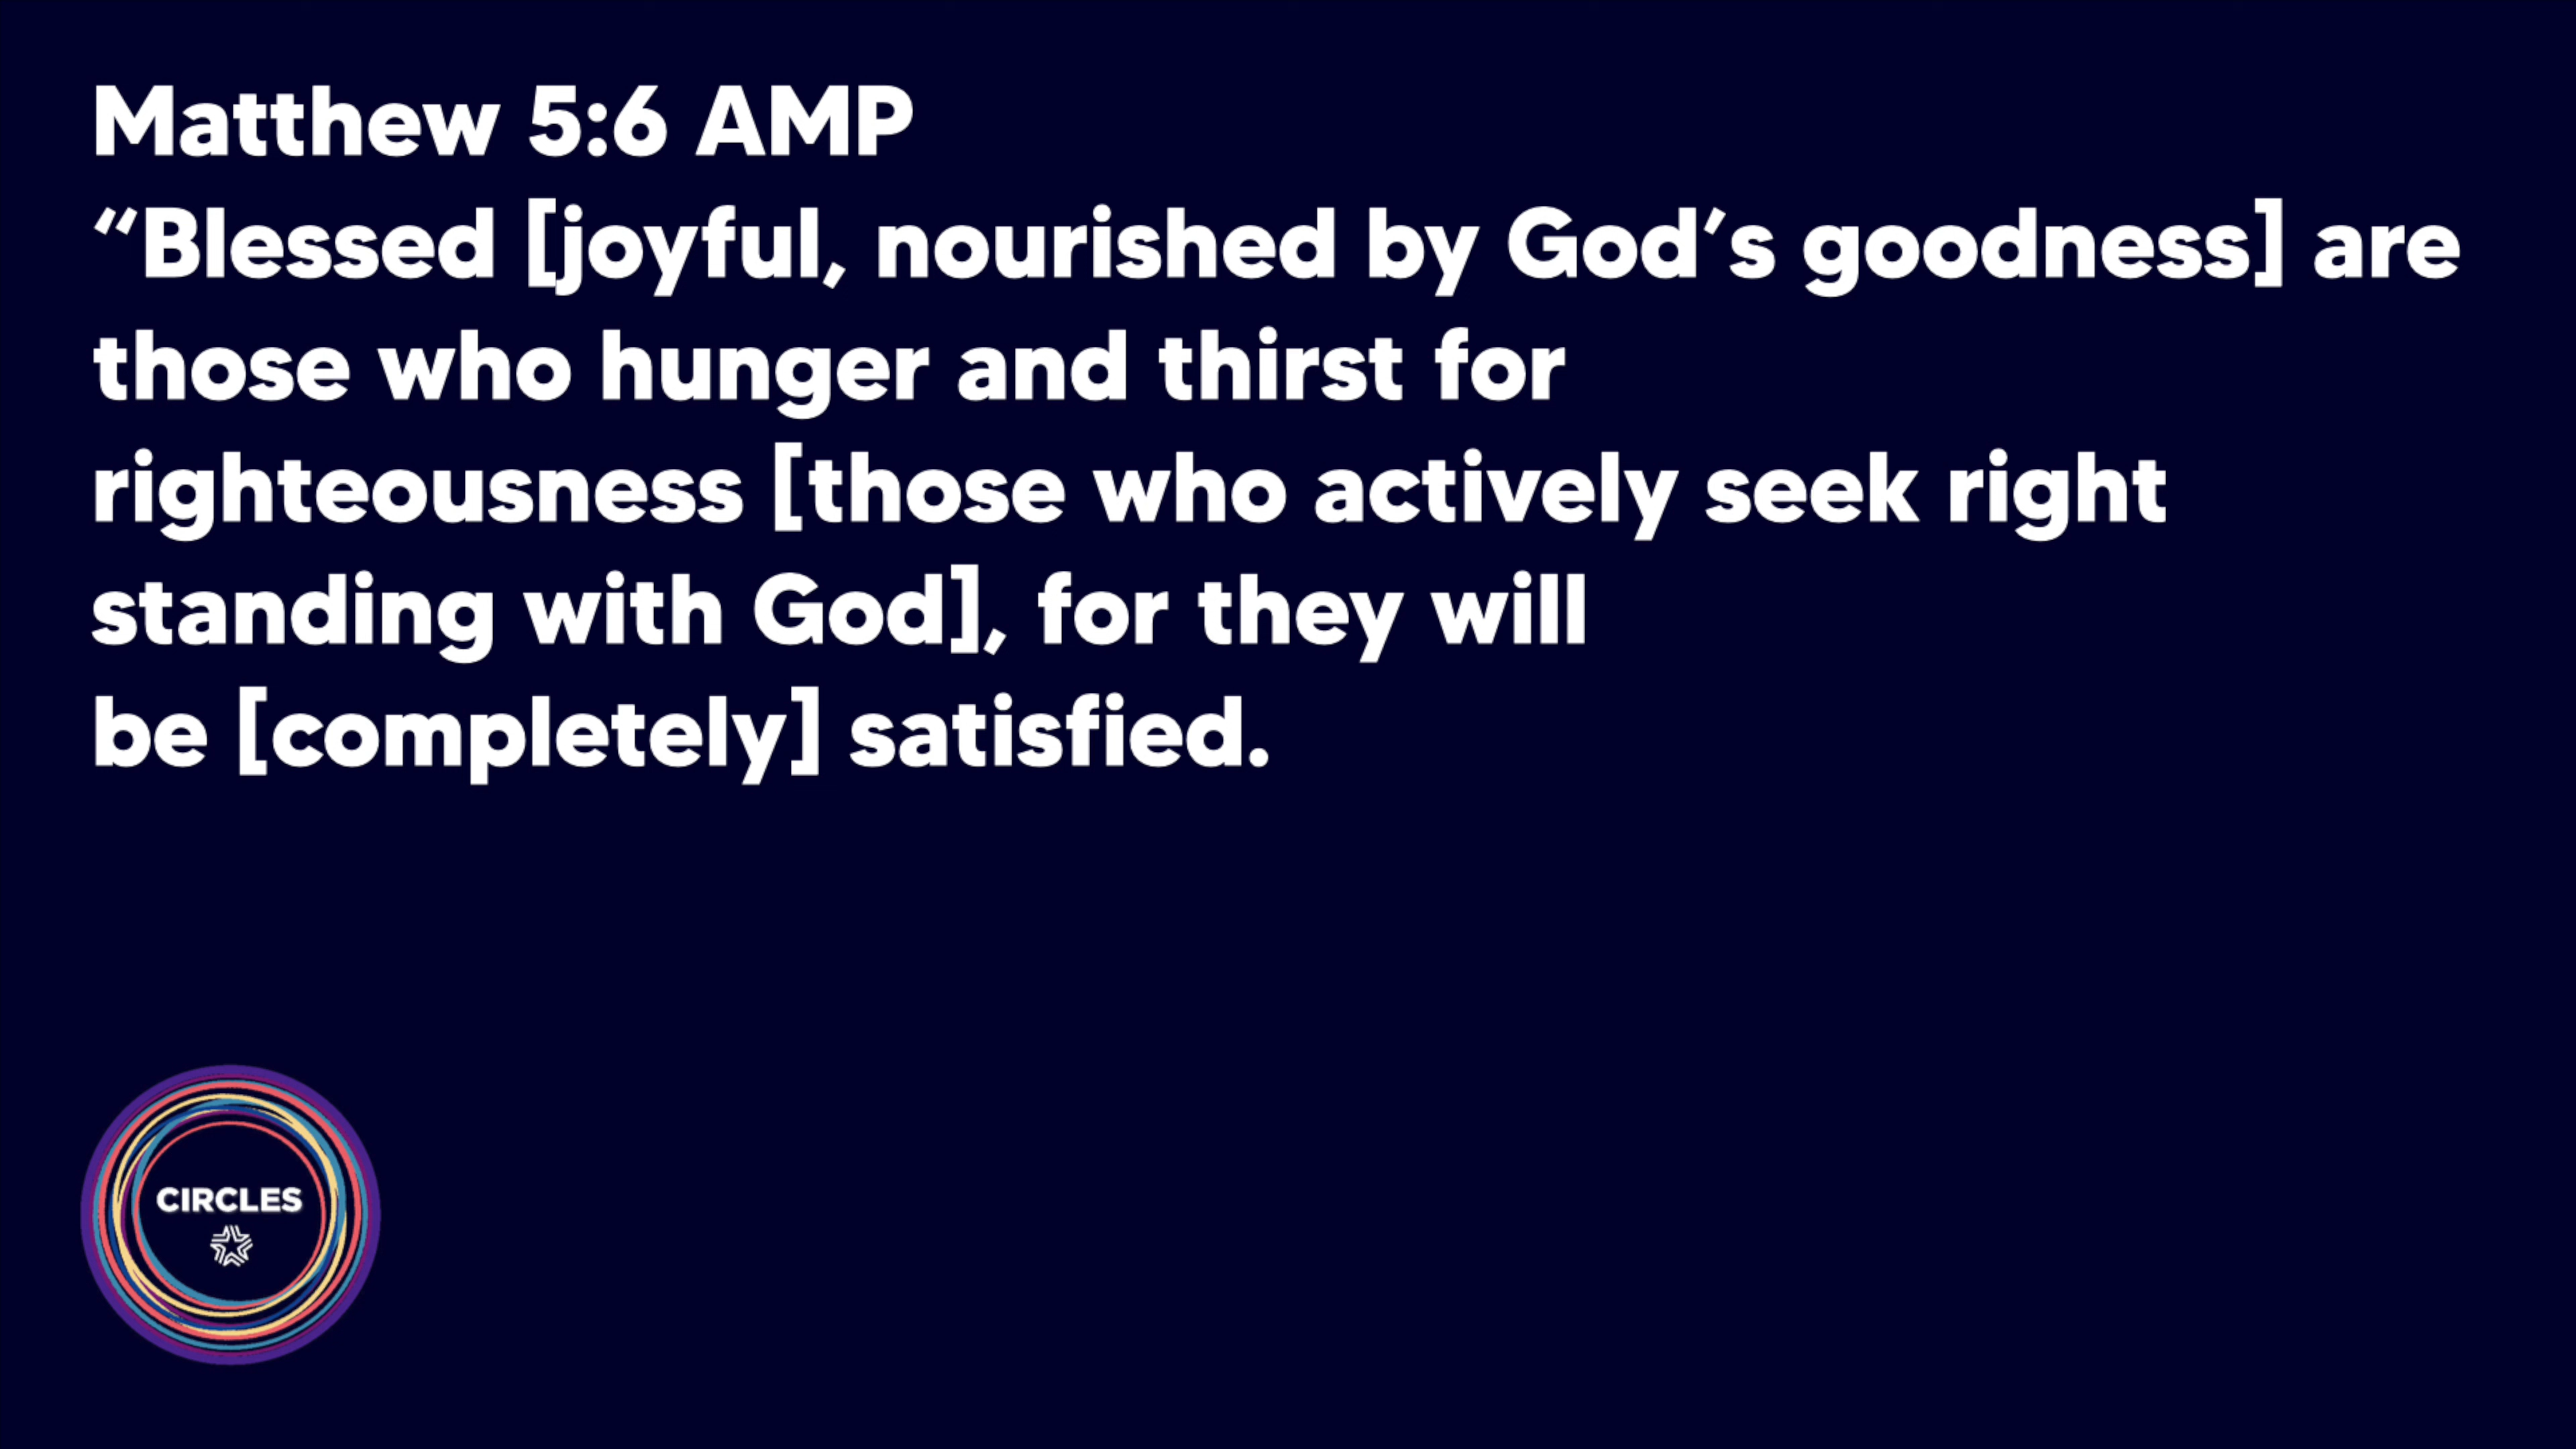 Matthew 5:6 AMP
“Blessed [joyful, nourished by God’s goodness] are
those who hunger and thirst for
righteousness [those who actively seek right
standing with God], for they will
be [completely] satisfied.
CIRCLES